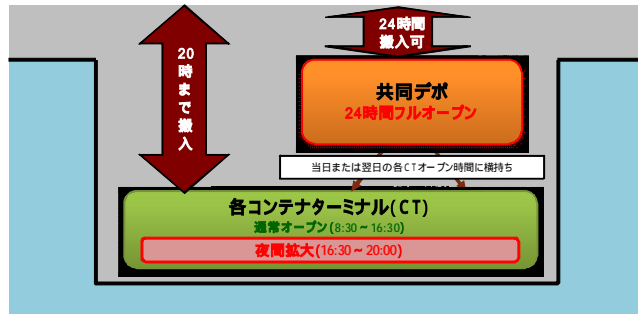 20時まで搬入
24時間
搬入可
共同デポ
24時間フルオープン
当日または翌日の各CTオープン時間に横持ち
各コンテナターミナル(CT)
通常オープン(8:30~16:30)
夜間拡大(16:30~20:00)